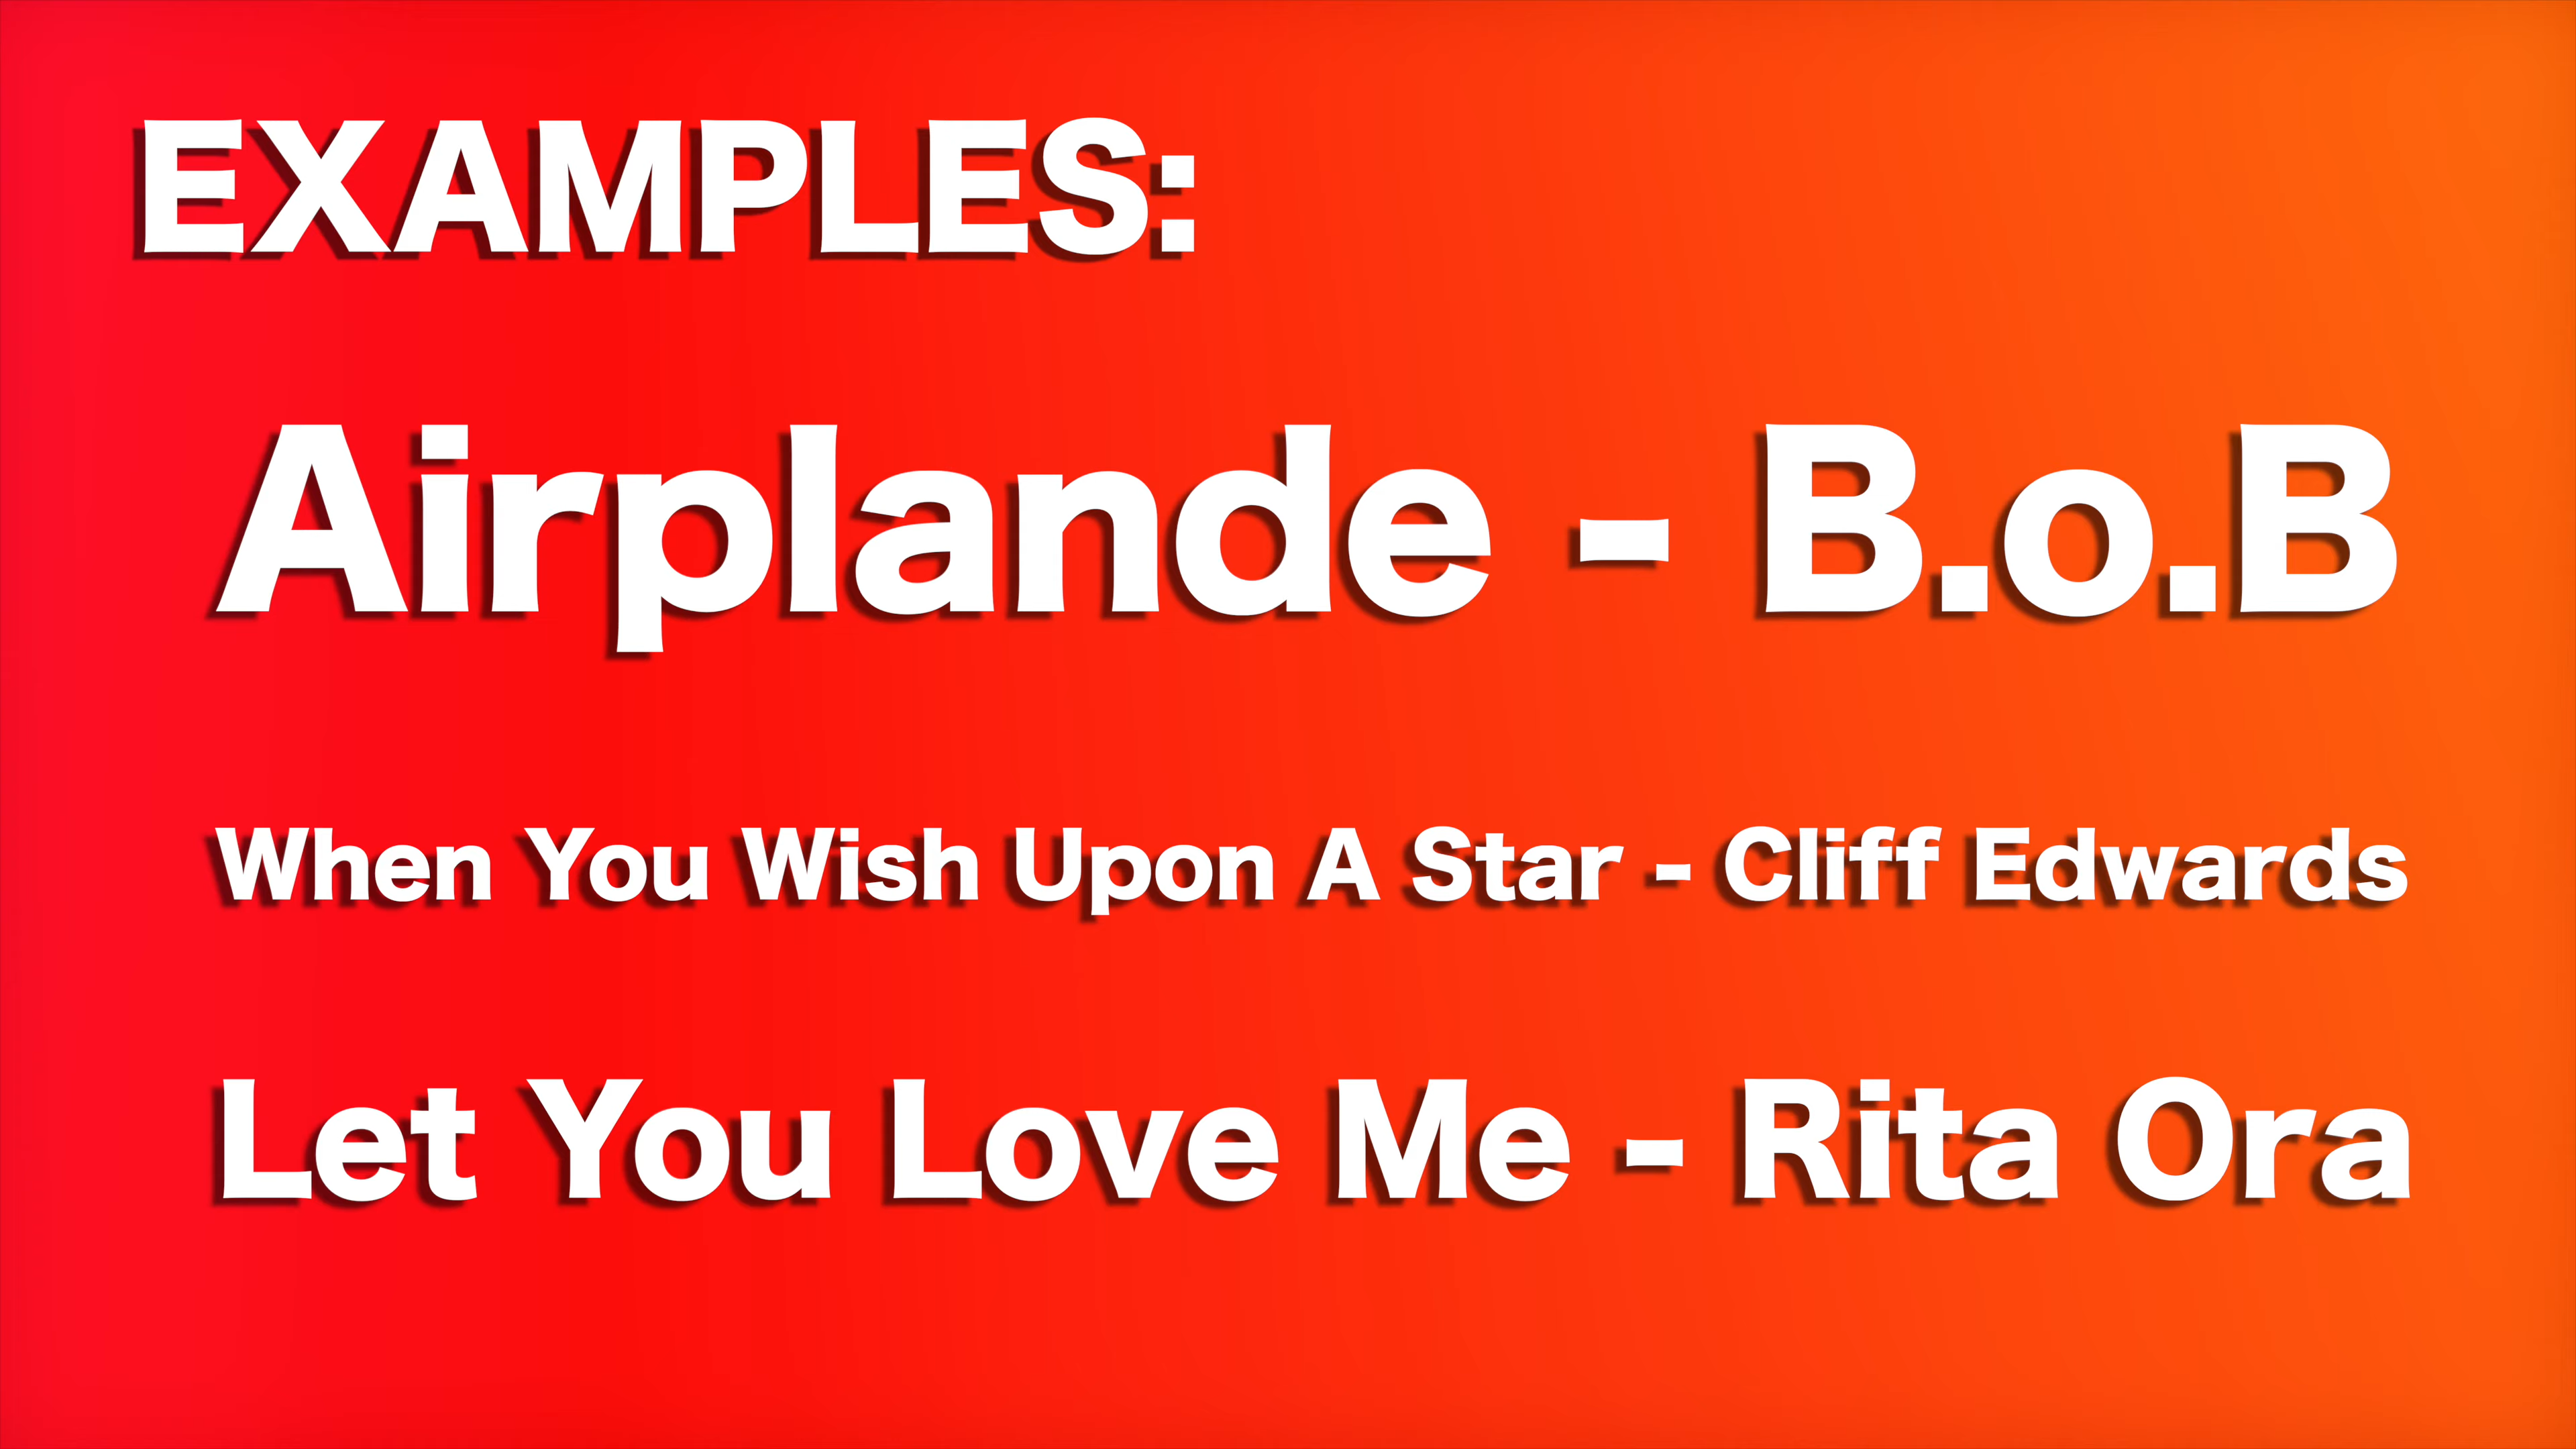 EXAMPLES:
Airplande - B.o.B
When You Wish Upon A Star - Cliff Edwards
Let You Love Me - Rita Ora